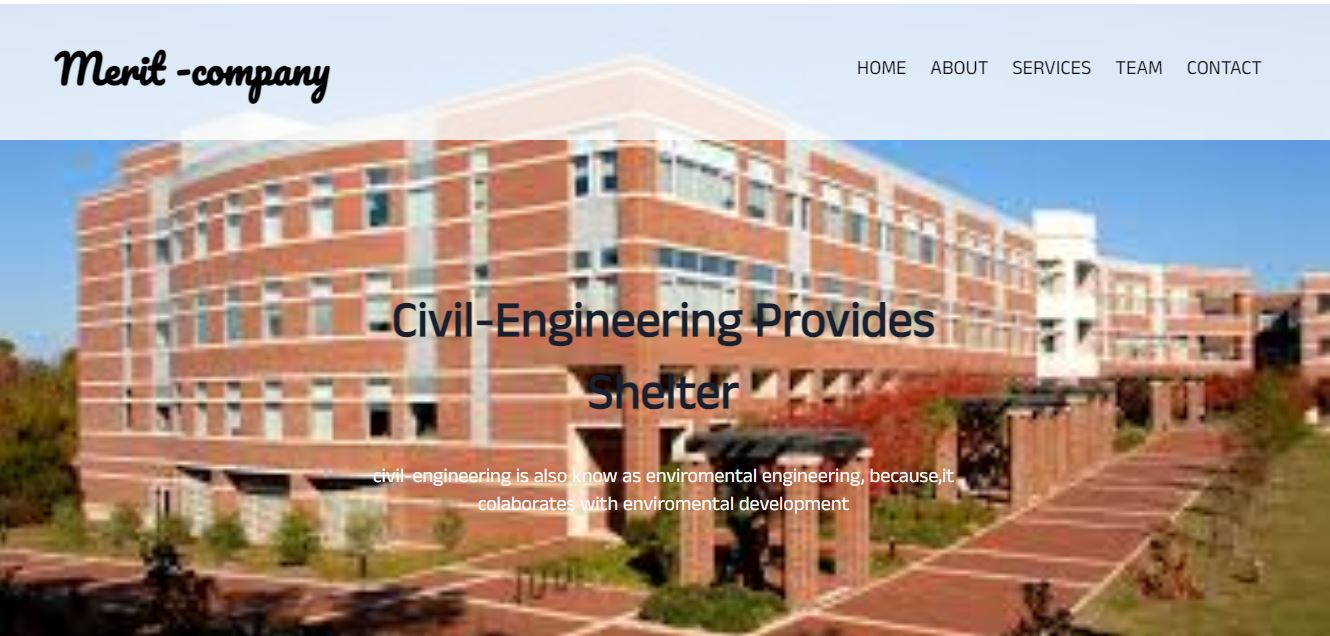 Merit -company
HOME ABOUT SERVICES TEAM CONTACT
Civil-Engineering Provides
Shelter
civil-engineering is also know as enviromental engineering, because,it
colaborates with enviromental development